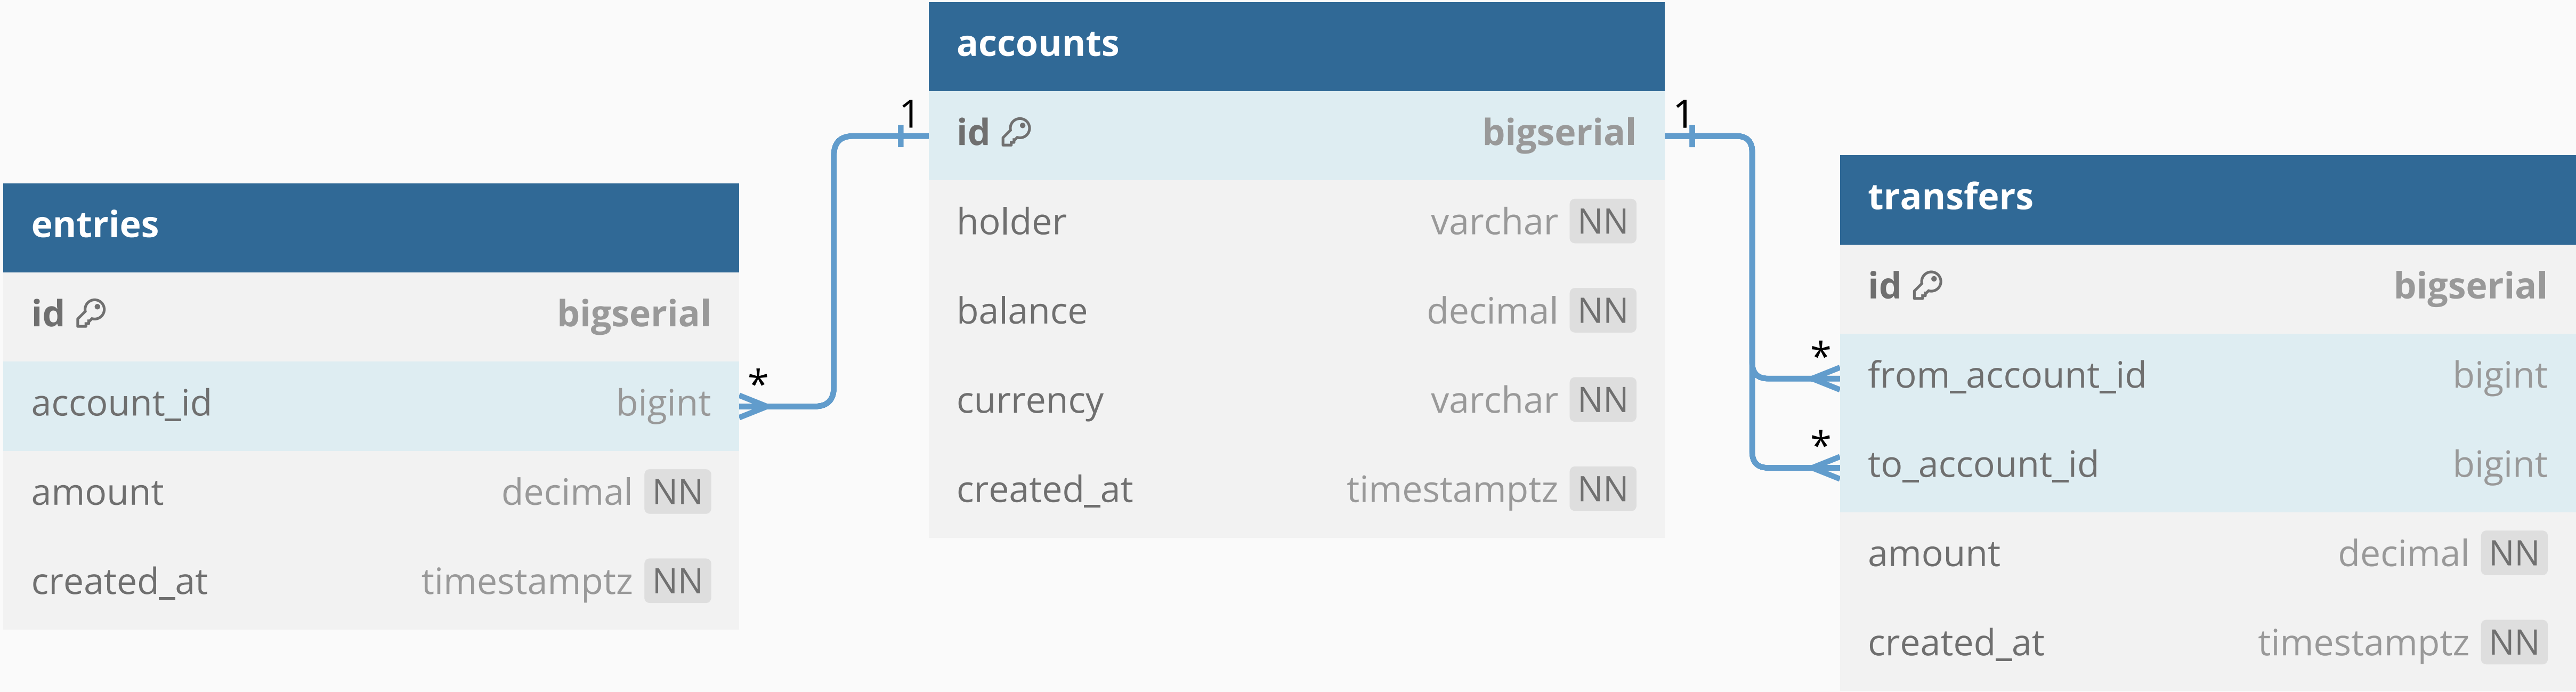 accounts
1
id bigserial
1
holder varchar NN
balance decimal NN
currency varchar NN
created_at timestamptz NN
entries
id bigserial
account_id bigint
*
amount decimal NN
created_at timestamptz NN
transfers
id bigserial
*
from_account_id bigint
*
to_account_id bigint
amount decimal NN
created_at timestamptz NN